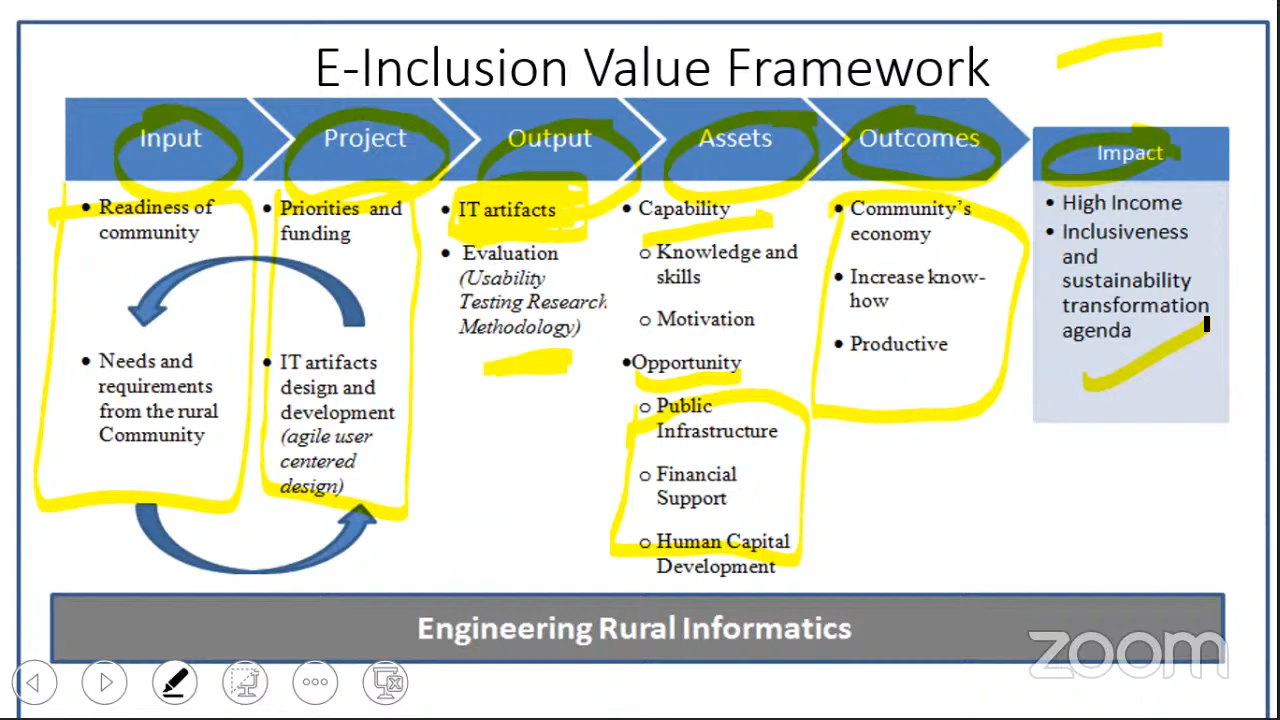 E-Inclusion Value Framework
Input
Project
Output
Assets
Outcomes
Impact
• Readiness of
community
• Needs and
requirements
from the rural
Community
• Priorities and
funding
• IT artifacts
design and
development
(agile user
centered
design)
• IT artifacts
• Evaluation
(Usability
Testing Research
Methodology)
• Capability
o Knowledge and
skills
o Motivation
•Opportunity
o Public
Infrastructure
o Financial
Support
o Human Capital
Development
• Community's
economy
• Increase know-
how
• Productive
• High Income
• Inclusiveness
and
sustainability
transformation
agenda
Engineering Rural Informatics
zoom